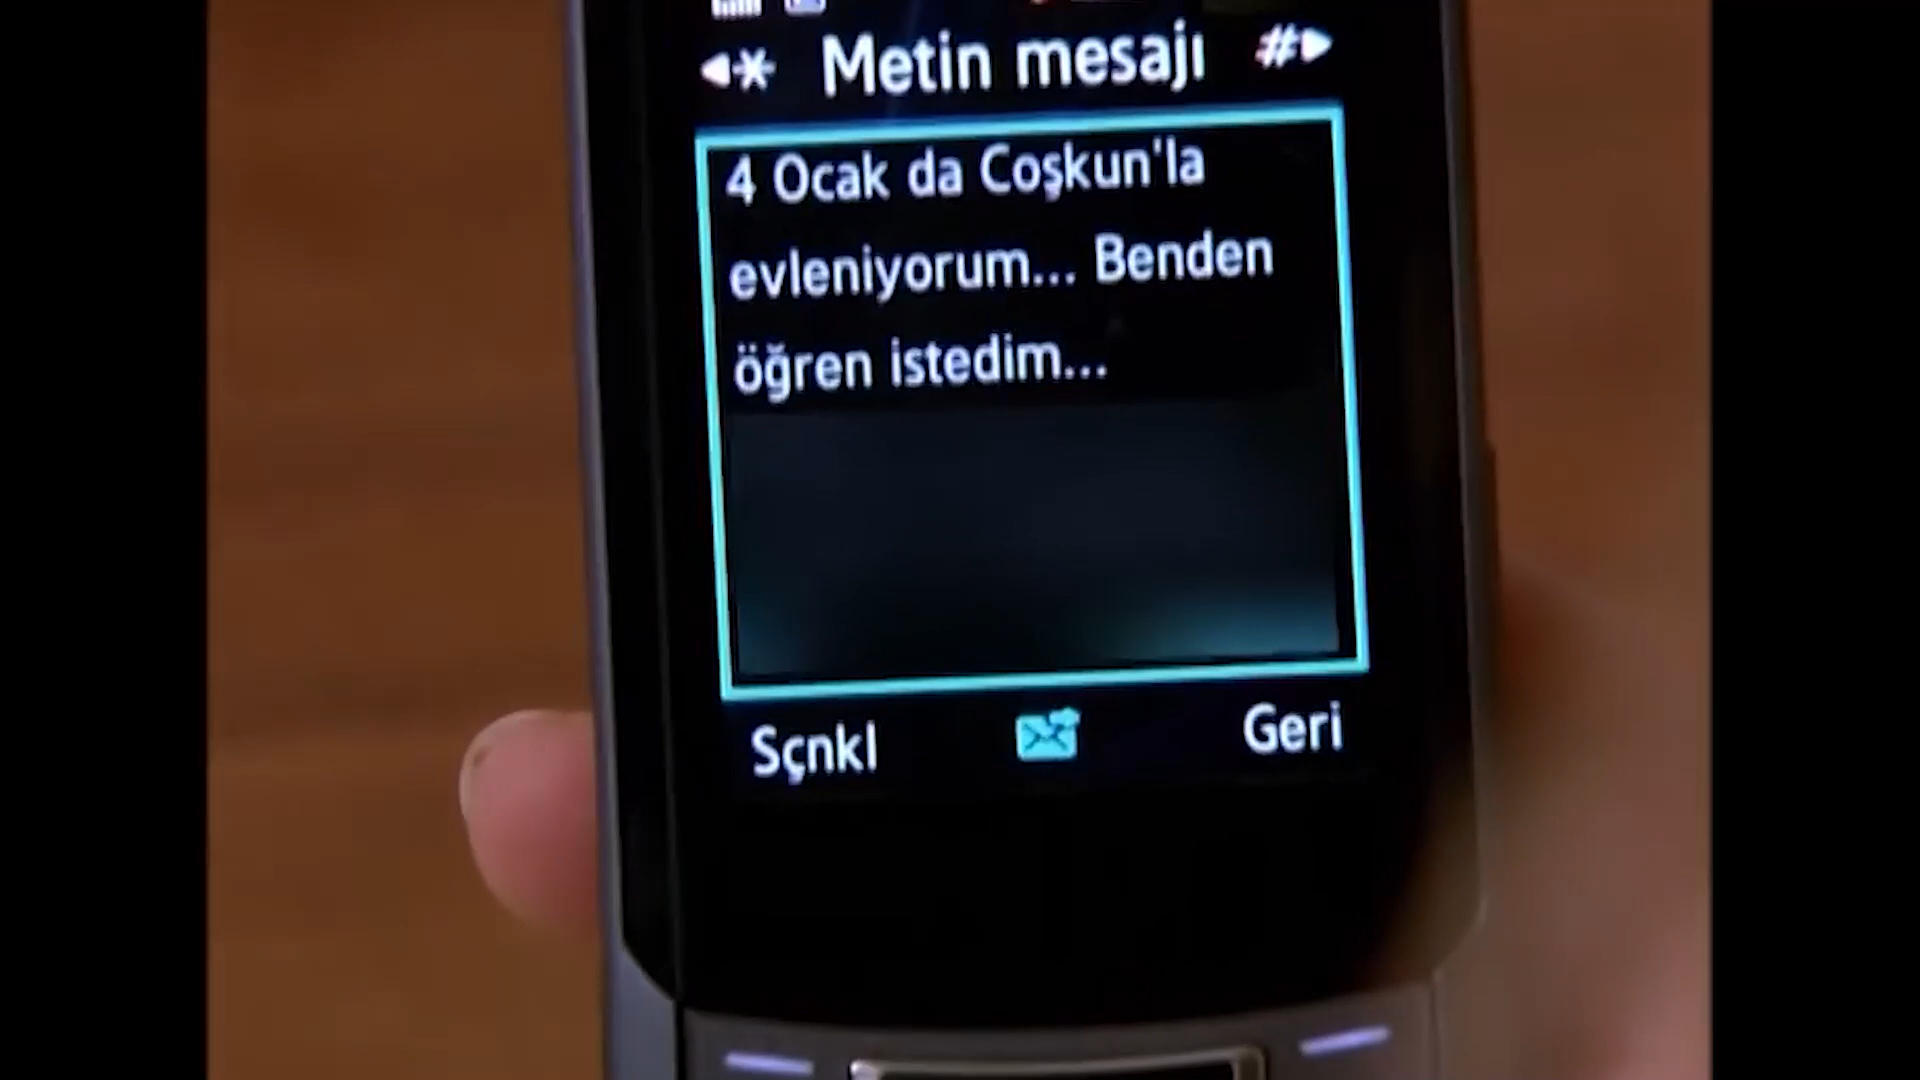 Metin mesajı
4 Ocak da Coşkun'la
evleniyorum... Benden
öğren istedim...
Sçnkl
Geri